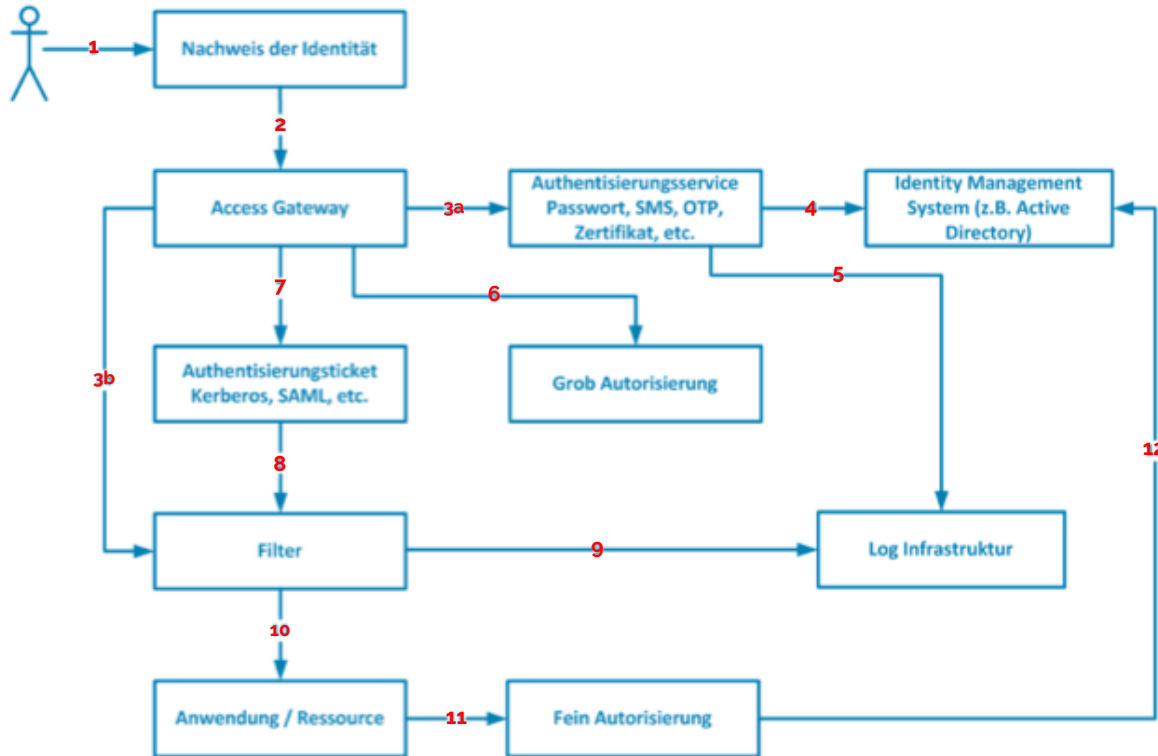 1
Nachweis der Identität
2
Access Gateway
3a
Authentisierungsservice
Passwort, SMS, OTP,
Zertifikat, etc.
4
Identity Management
System (z.B. Active
Directory)
5
6
7
3b
Authentisierungsticket
Kerberos, SAML, etc.
Grob Autorisierung
8
12
Filter
9
Log Infrastruktur
10
Anwendung / Ressource
11
Fein Autorisierung